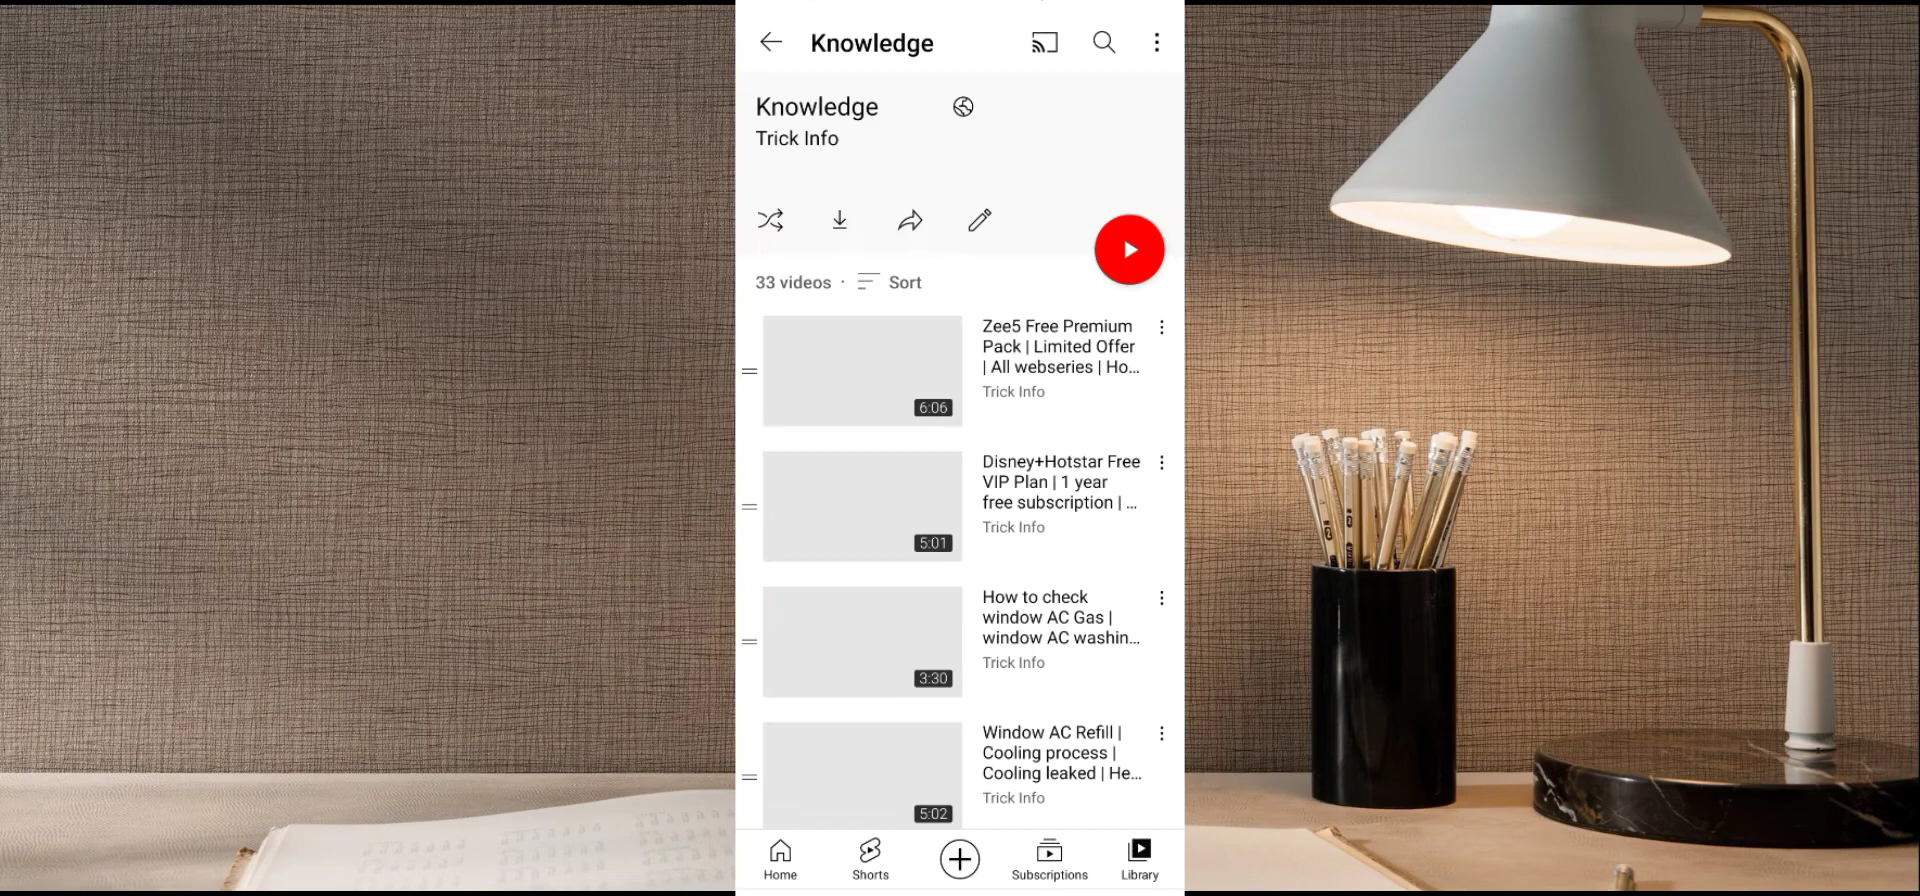 Knowledge
Knowledge
Trick Info
33 videos · Sort
Zee5 Free Premium
Pack | Limited Offer
| All webseries | Ho...
Trick Info
6:06
Disney+Hotstar Free
VIP Plan | 1 year
free subscription | ...
Trick Info
5:01
How to check
window AC Gas |
window AC washin...
Trick Info
3:30
Window AC Refill |
Cooling process |
Cooling leaked | He...
Trick Info
5:02
Home
Shorts
Subscriptions
Library